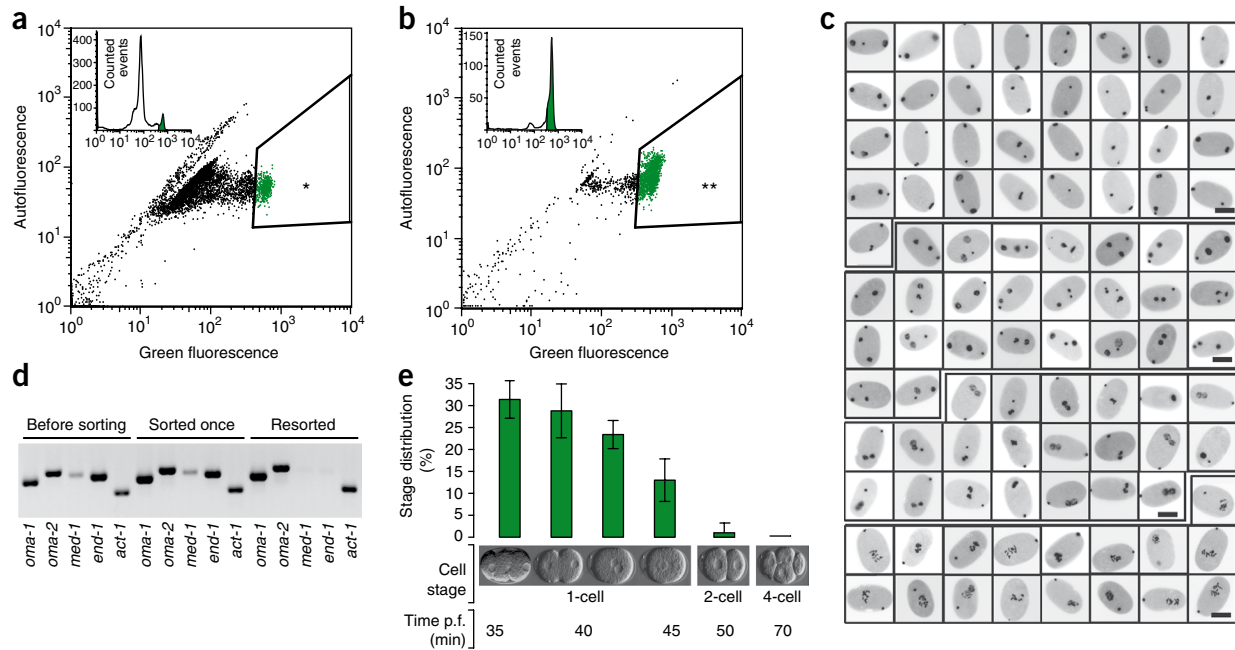 a
10⁴
10³
10²
10¹
10⁰
Autofluorescence
400
300
200
100
Counted
events
10⁰ 10² 10³ 10⁴
*
10⁰ 10¹ 10² 10³ 10⁴
Green fluorescence
b
10⁴
10³
10²
10¹
10⁰
Autofluorescence
150
100
50
Counted
events
10⁰ 10² 10³ 10⁴
**
10⁰ 10¹ 10² 10³ 10⁴
Green fluorescence
c
d
Before sorting Sorted once Resorted
oma-1 oma-2 med-1 end-1 act-1 oma-1 oma-2 med-1 end-1 act-1 oma-1 oma-2 med-1 end-1 act-1
e
35
30
25
20
15
10
5
0
Stage distribution
(%)
Cell
stage
1-cell 2-cell 4-cell
Time p.f.
(min)
35 40 45 50 70